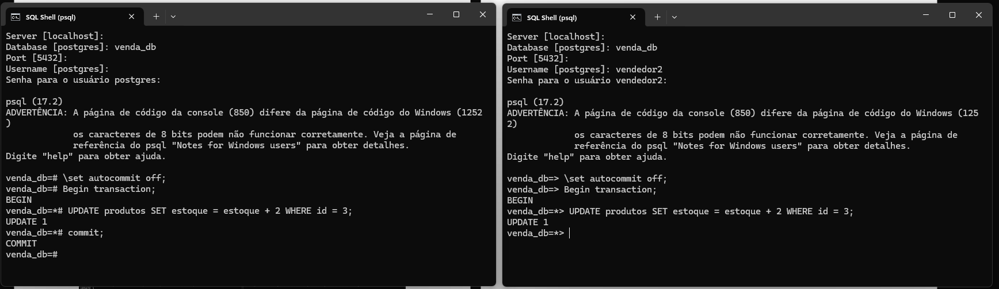 SQL Shell (psql)
Server [localhost]:
Database [postgres]: venda_db
Port [5432]:
Username [postgres]:
Senha para o usuário postgres:
psql (17.2)
ADVERTÊNCIA: A página de código da console (850) difere da página de código do Windows (1252
)
os caracteres de 8 bits podem não funcionar corretamente. Veja a página de
referência do psql "Notes for Windows users" para obter detalhes.
Digite "help" para obter ajuda.
venda_db=# \set autocommit off;
venda_db=# Begin transaction;
BEGIN
venda_db=*# UPDATE produtos SET estoque = estoque + 2 WHERE id = 3;
UPDATE 1
venda_db=*# commit;
COMMIT
venda_db=#
SQL Shell (psql)
Server [localhost]:
Database [postgres]: venda_db
Port [5432]:
Username [postgres]: vendedor2
Senha para o usuário vendedor2:
psql (17.2)
ADVERTÊNCIA: A página de código da console (850) difere da página de código do Windows (125
2)
os caracteres de 8 bits podem não funcionar corretamente. Veja a página de
referência do psql "Notes for Windows users" para obter detalhes.
Digite "help" para obter ajuda.
venda_db=> \set autocommit off;
venda_db=> Begin transaction;
BEGIN
venda_db=*> UPDATE produtos SET estoque = estoque + 2 WHERE id = 3;
UPDATE 1
venda_db=*>